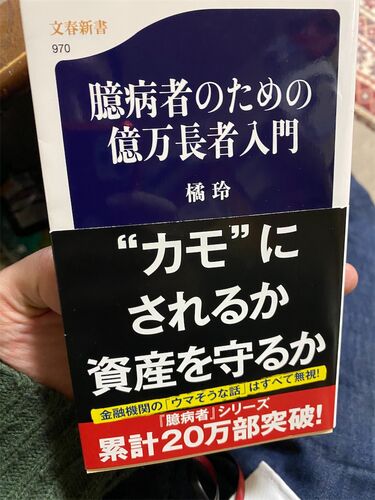 文春新書
970
臆病者のための
億万長者入門
橘 玲
“カモ”に
されるか
資産を守るか
金融機関の「ウマそうな話」はすべて無視!
『臆病者』シリーズ
累計20万部突破!